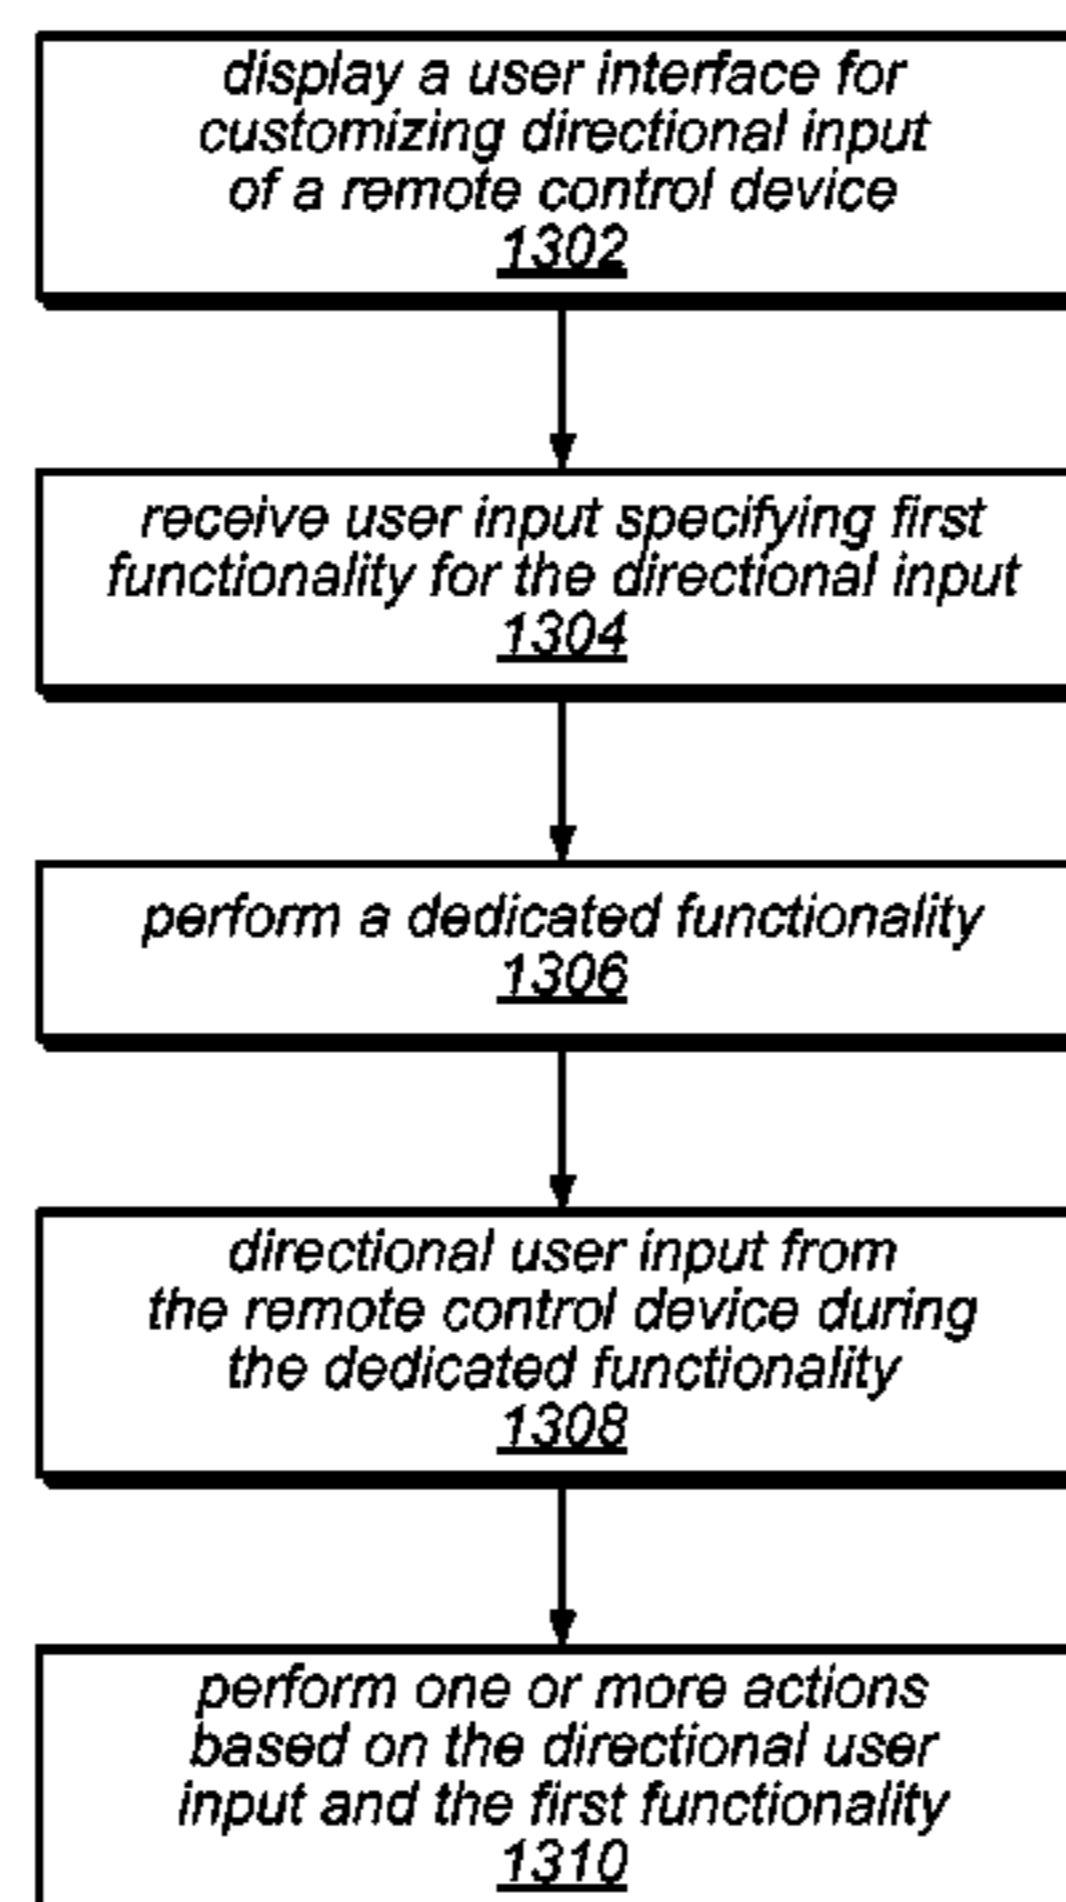 display a user interface for
customizing directional input
of a remote control device
1302
receive user input specifying first
functionality for the directional input
1304
perform a dedicated functionality
1306
directional user input from
the remote control device during
the dedicated functionality
1308
perform one or more actions
based on the directional user
input and the first functionality
1310